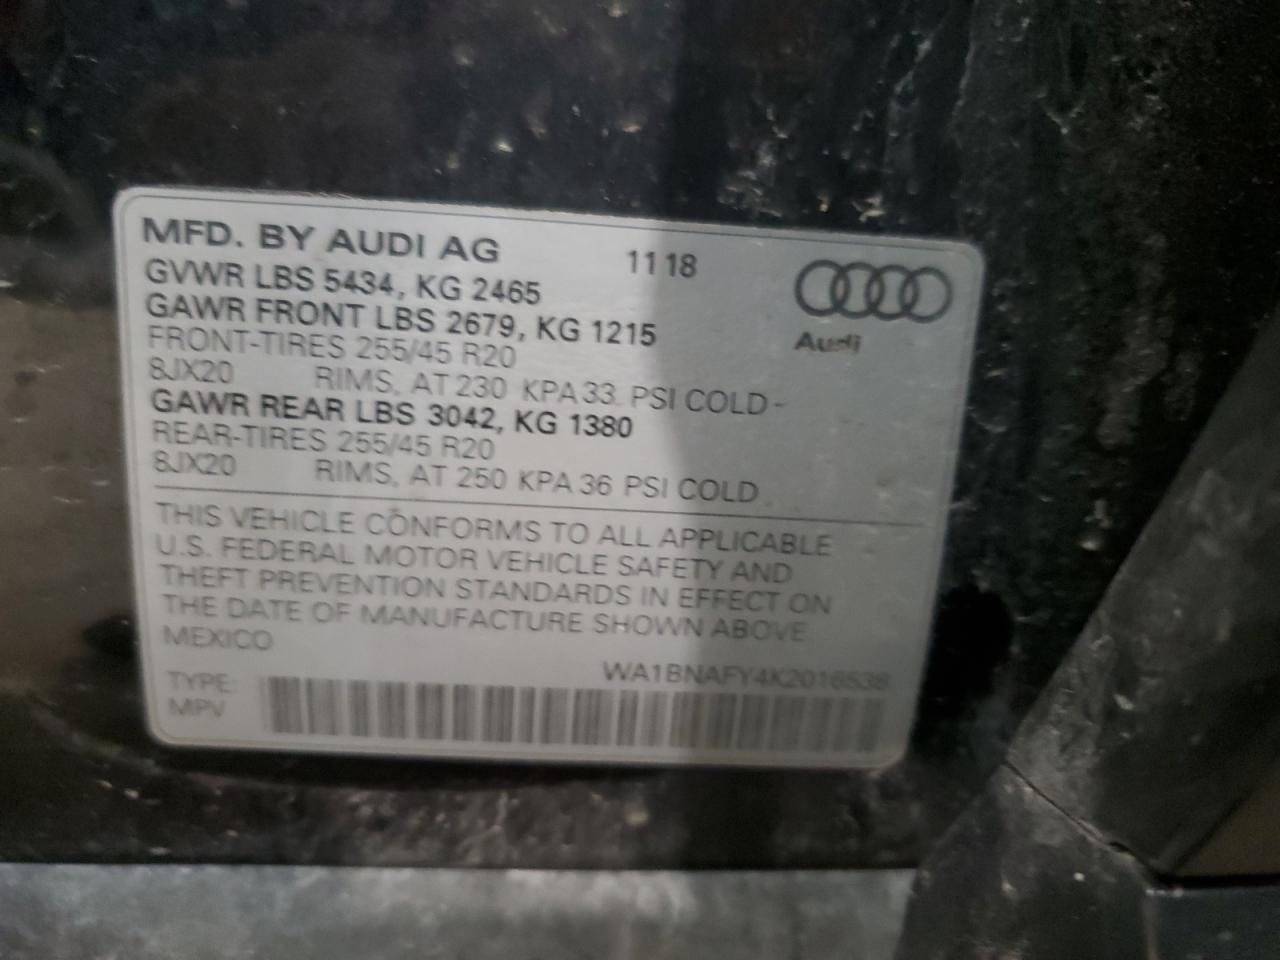 MFD. BY AUDI AG 11 18
GVWR LBS 5434, KG 2465
GAWR FRONT LBS 2679, KG 1215
FRONT-TIRES 255/45 R20
8JX20 RIMS, AT 230 KPA 33 PSI COLD
GAWR REAR LBS 3042, KG 1380
REAR-TIRES 255/45 R20
8JX20 RIMS, AT 250 KPA 36 PSI COLD
Audi
THIS VEHICLE CONFORMS TO ALL APPLICABLE
U.S. FEDERAL MOTOR VEHICLE SAFETY AND
THEFT PREVENTION STANDARDS IN EFFECT ON
THE DATE OF MANUFACTURE SHOWN ABOVE
MEXICO
WA1BNAFY4K2016538
TYPE:
MPV